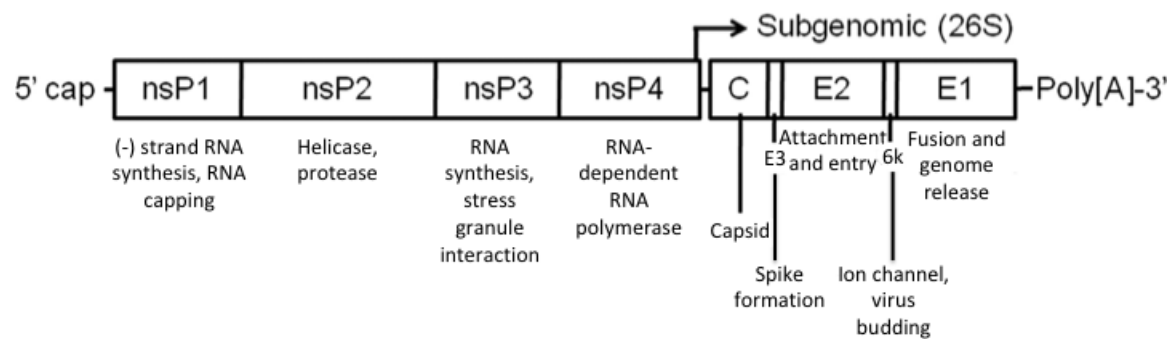 Subgenomic (26S)
5' cap nsP1 nsP2 nsP3 nsP4 C E2 E1 Poly[A]-3'
(-) strand RNA
synthesis, RNA
capping
Helicase,
protease
RNA
synthesis,
stress
granule
interaction
RNA-
dependent
RNA
polymerase
Capsid
E3
Spike
formation
Attachment
and entry
6k
Ion channel,
virus
budding
Fusion and
genome
release